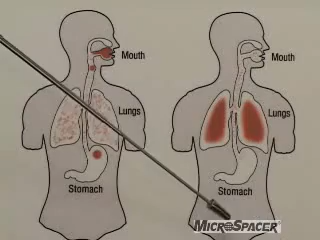 Mouth
Lungs
Stomach
Mouth
Lungs
Stomach
MICROSPACER